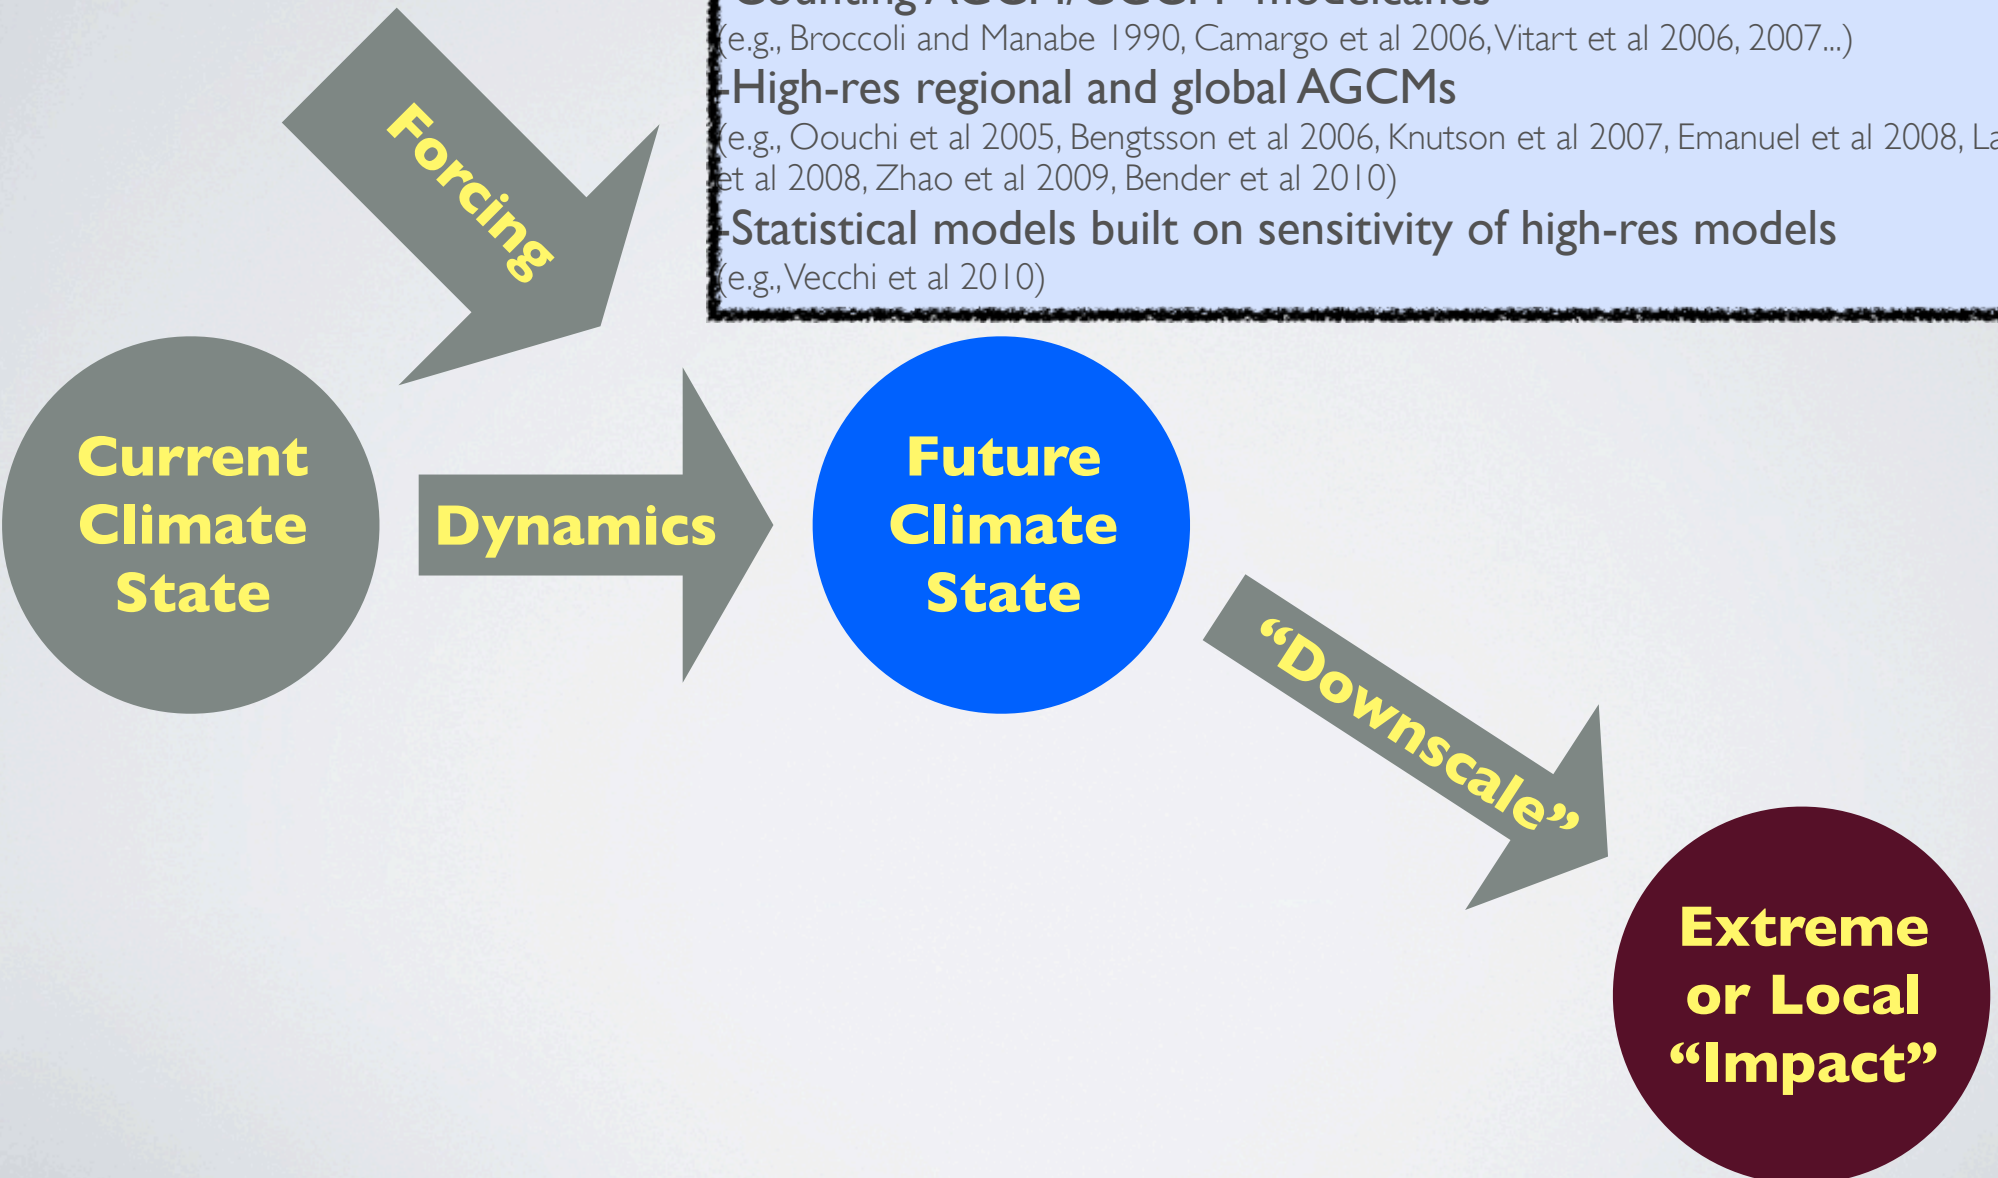 (e.g., Broccoli and Manabe 1990, Camargo et al 2006, Vitart et al 2006, 2007...)
-High-res regional and global AGCMs
(e.g., Oouchi et al 2005, Bengtsson et al 2006, Knutson et al 2007, Emanuel et al 2008,
et al 2008, Zhao et al 2009, Bender et al 2010)
-Statistical models built on sensitivity of high-res models
(e.g., Vecchi et al 2010)
Forcing
Current
Climate
State
Dynamics
Future
Climate
State
“Downscale”
Extreme
or Local
“Impact”